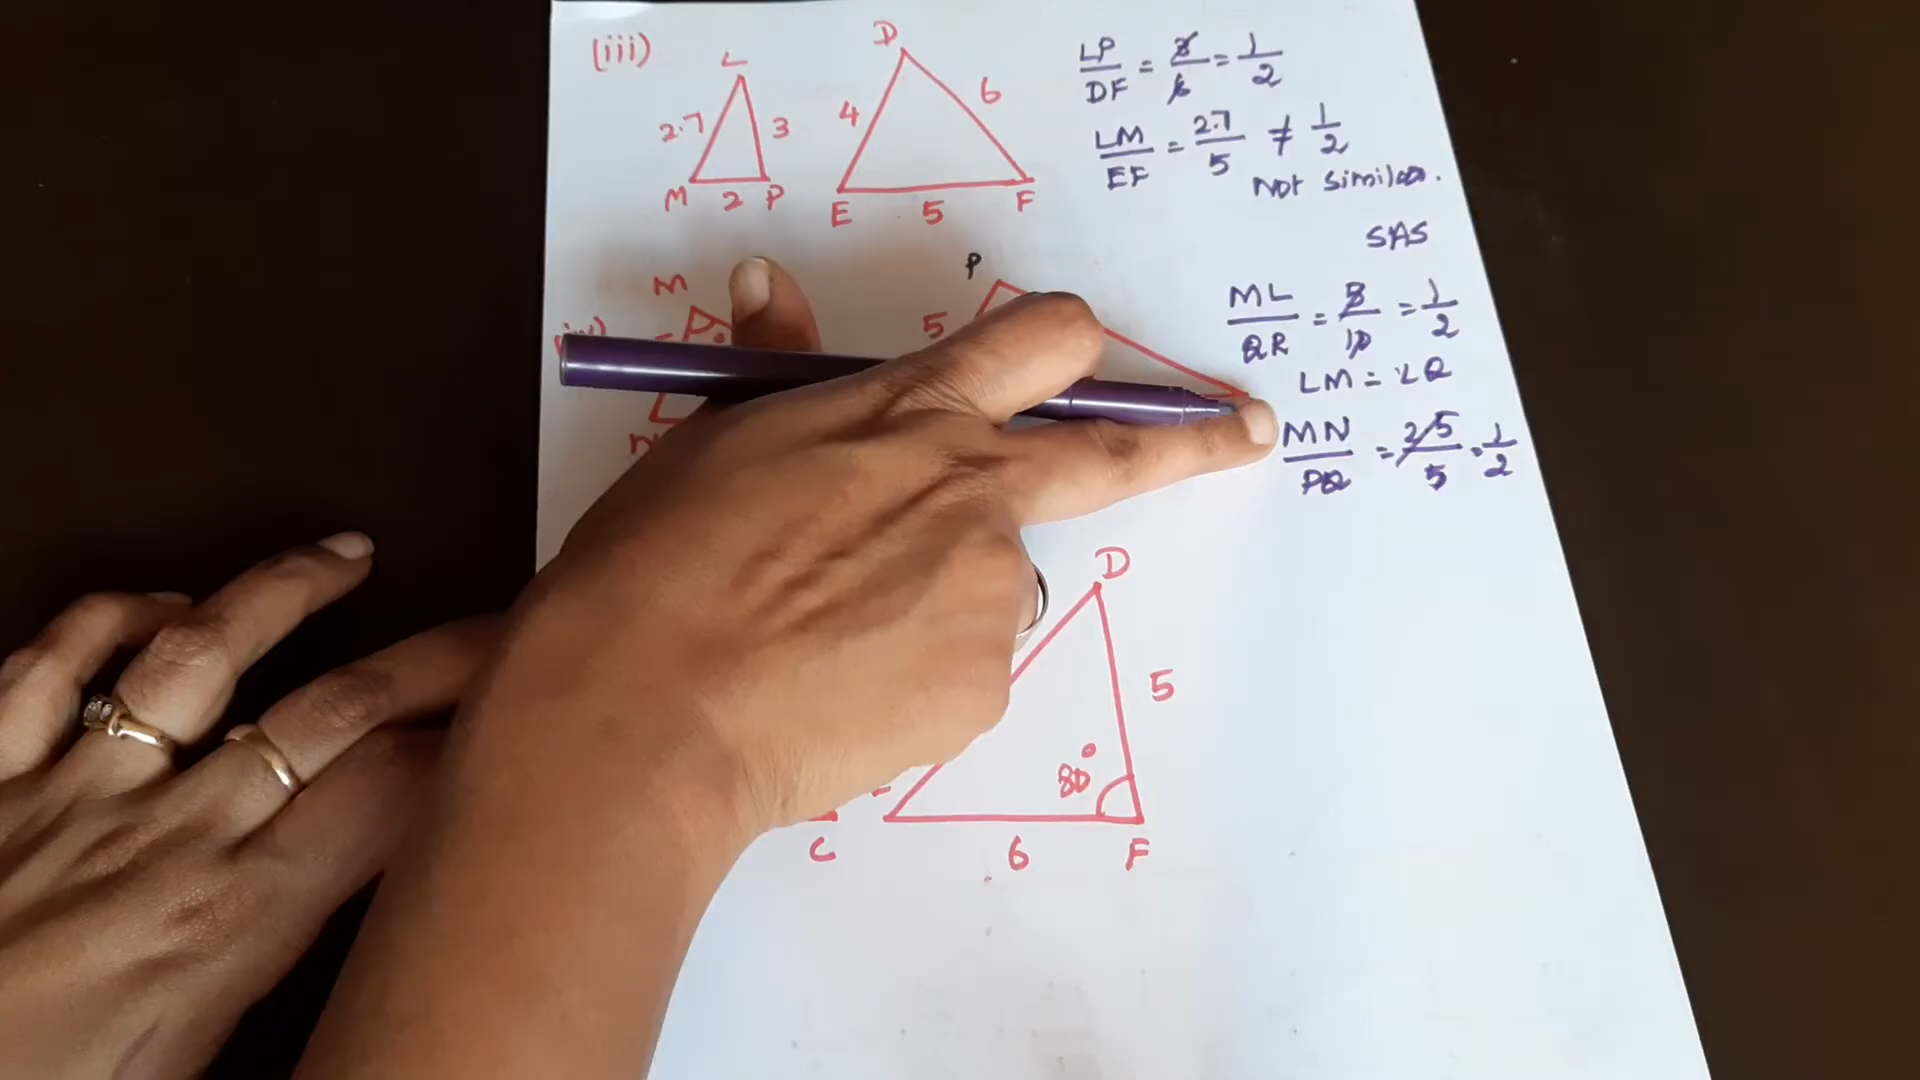 (iii)
L
2.7
3
M 2 P
D
4
6
E 5 F
LP/DF = 3/6 = 1/2
LM/EF = 2.7/5 ≠ 1/2
Not Similar.
SAS
M
P
5
ML/QR = 5/10 = 1/2
∠M = ∠Q
MN/PQ = 2.5/5 = 1/2
D
5
80°
C
6
F